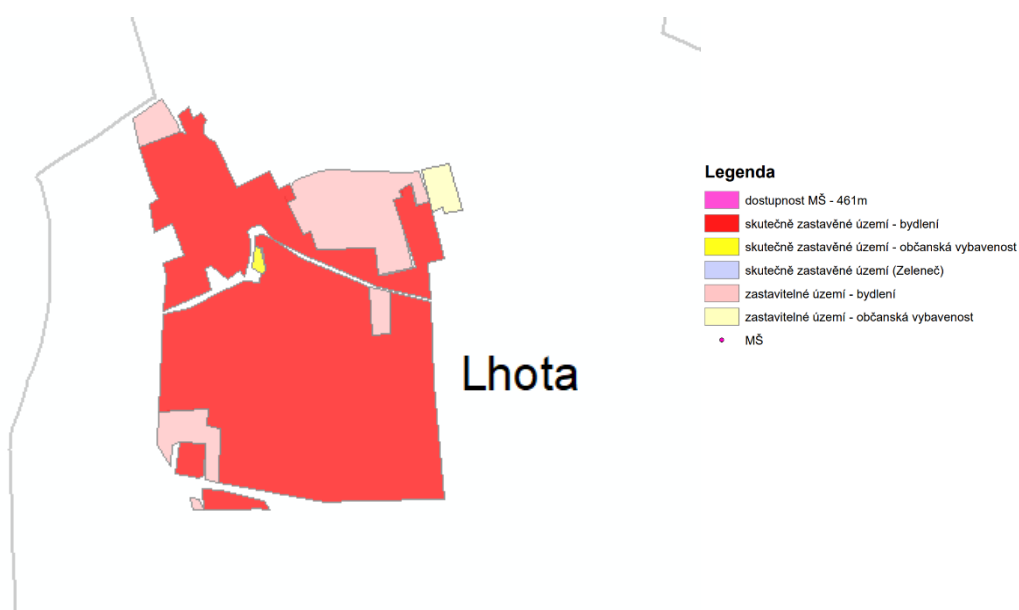 Lhota
Legenda
dostupnost MŠ - 461m
skutečně zastavěné území - bydlení
skutečně zastavěné území - občanská vybavenost
skutečně zastavěné území (Zeleneč)
zastavitelné území - bydlení
zastavitelné území - občanská vybavenost
MŠ